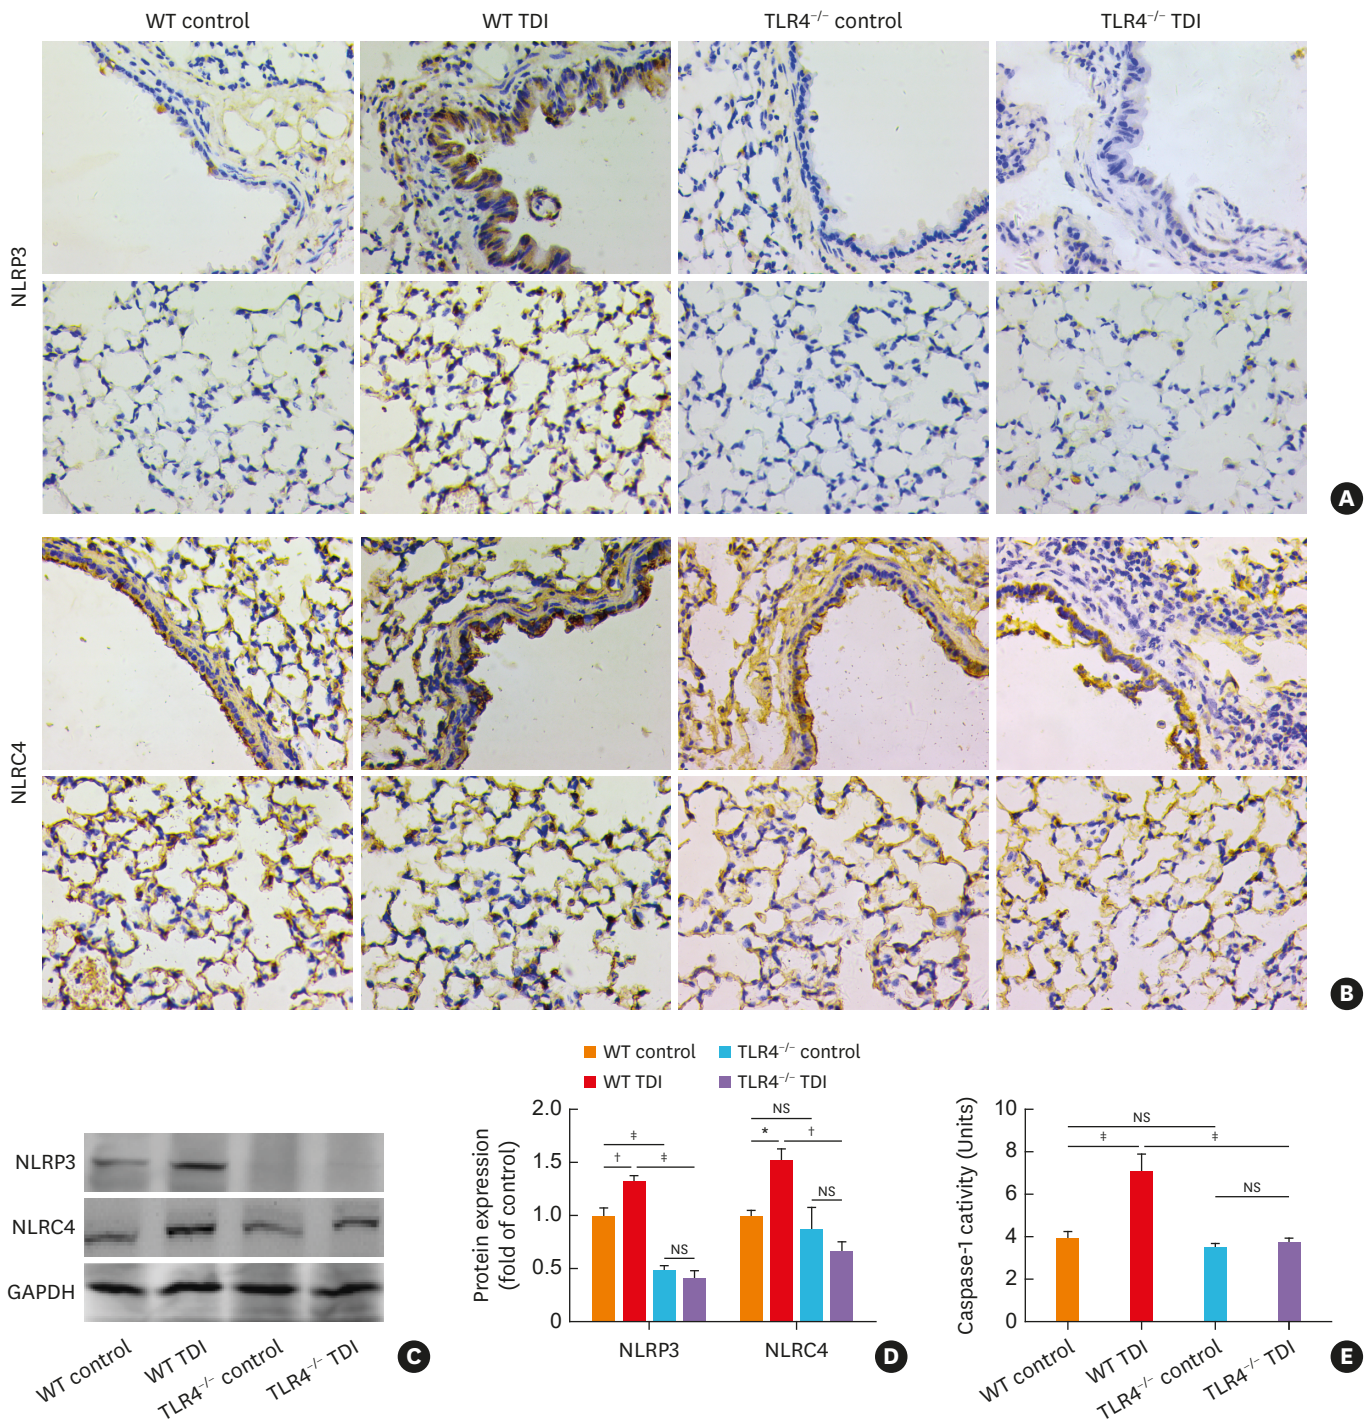 WT control
WT TDI
TLR4⁻/⁻ control
TLR4⁻/⁻ TDI
NLRP3
A
NLRC4
B
NLRP3
NLRC4
GAPDH
WT control
WT TDI
TLR4⁻/⁻ control
TLR4⁻/⁻ TDI
C
WT control
TLR4⁻/⁻ control
WT TDI
TLR4⁻/⁻ TDI
Protein expression
(fold of control)
2.0
1.5
1.0
0.5
0
‡
†
‡
NS
NS
*
†
NS
NLRP3
NLRC4
D
Caspase-1 cativity (Units)
10
8
6
4
2
0
NS
‡
‡
NS
WT control
WT TDI
TLR4⁻/⁻ control
TLR4⁻/⁻ TDI
E